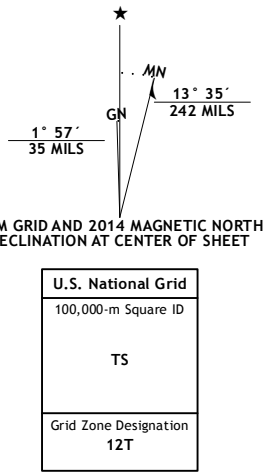 MN
GN
13° 35´
242 MILS
1° 57´
35 MILS
M GRID AND 2014 MAGNETIC NORTH
ECLINATION AT CENTER OF SHEET
U.S. National Grid
100,000-m Square ID
TS
Grid Zone Designation
12T